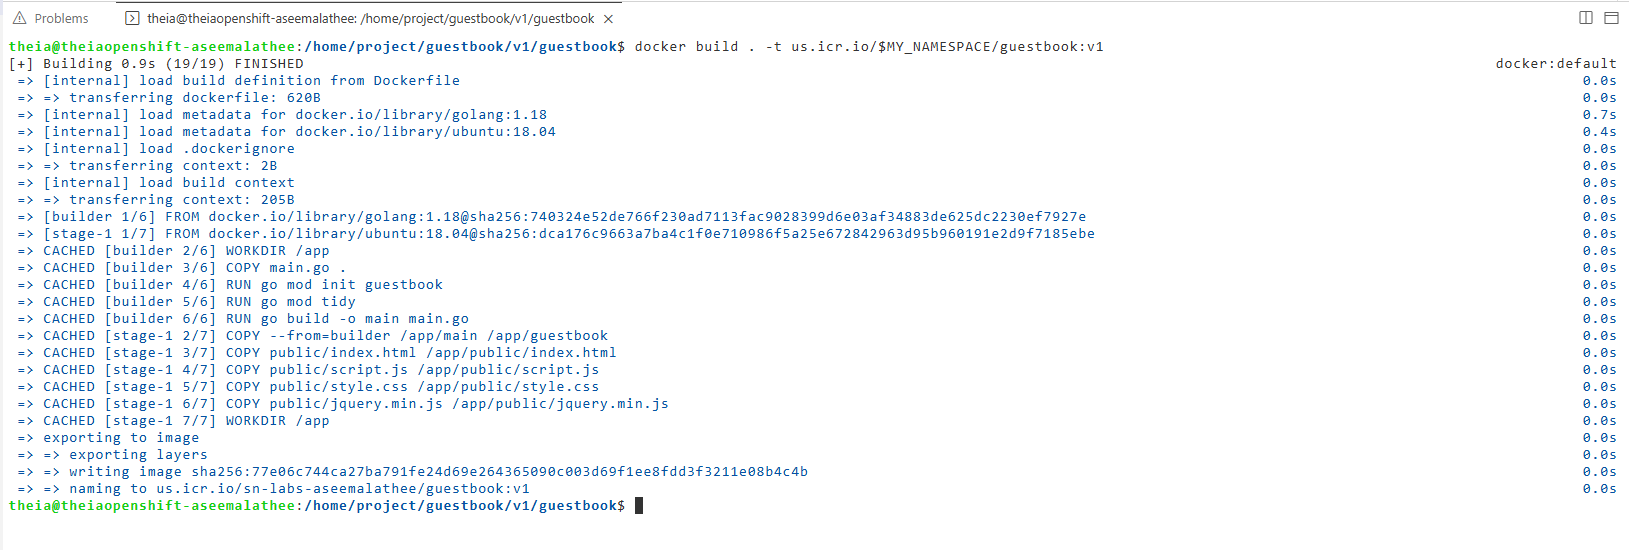 Problems
theia@theiaopenshift-aseemalathee: /home/project/guestbook/v1/guestbook
theia@theiaopenshift-aseemalathee:/home/project/guestbook/v1/guestbook$ docker build . -t us.icr.io/$MY_NAMESPACE/guestbook:v1
[+] Building 0.9s (19/19) FINISHED docker:default
=> [internal] load build definition from Dockerfile 0.0s
=> => transferring dockerfile: 620B 0.0s
=> [internal] load metadata for docker.io/library/golang:1.18 0.7s
=> [internal] load metadata for docker.io/library/ubuntu:18.04 0.4s
=> [internal] load .dockerignore 0.0s
=> => transferring context: 2B 0.0s
=> [internal] load build context 0.0s
=> => transferring context: 205B 0.0s
=> [builder 1/6] FROM docker.io/library/golang:1.18@sha256:740324e52de766f230ad7113fac9028399d6e03af34883de625dc2230ef7927e 0.0s
=> [stage-1 1/7] FROM docker.io/library/ubuntu:18.04@sha256:dca176c9663a7ba4c1f0e710986f5a25e672842963d95b960191e2d9f7185ebe 0.0s
=> CACHED [builder 2/6] WORKDIR /app 0.0s
=> CACHED [builder 3/6] COPY main.go . 0.0s
=> CACHED [builder 4/6] RUN go mod init guestbook 0.0s
=> CACHED [builder 5/6] RUN go mod tidy 0.0s
=> CACHED [builder 6/6] RUN go build -o main main.go 0.0s
=> CACHED [stage-1 2/7] COPY --from=builder /app/main /app/guestbook 0.0s
=> CACHED [stage-1 3/7] COPY public/index.html /app/public/index.html 0.0s
=> CACHED [stage-1 4/7] COPY public/script.js /app/public/script.js 0.0s
=> CACHED [stage-1 5/7] COPY public/style.css /app/public/style.css 0.0s
=> CACHED [stage-1 6/7] COPY public/jquery.min.js /app/public/jquery.min.js 0.0s
=> CACHED [stage-1 7/7] WORKDIR /app 0.0s
=> exporting to image 0.0s
=> => exporting layers 0.0s
=> => writing image sha256:77e06c744ca27ba791fe24d69e264365090c003d69f1ee8fdd3f3211e08b4c4b 0.0s
=> => naming to us.icr.io/sn-labs-aseemalathee/guestbook:v1 0.0s
theia@theiaopenshift-aseemalathee:/home/project/guestbook/v1/guestbook$